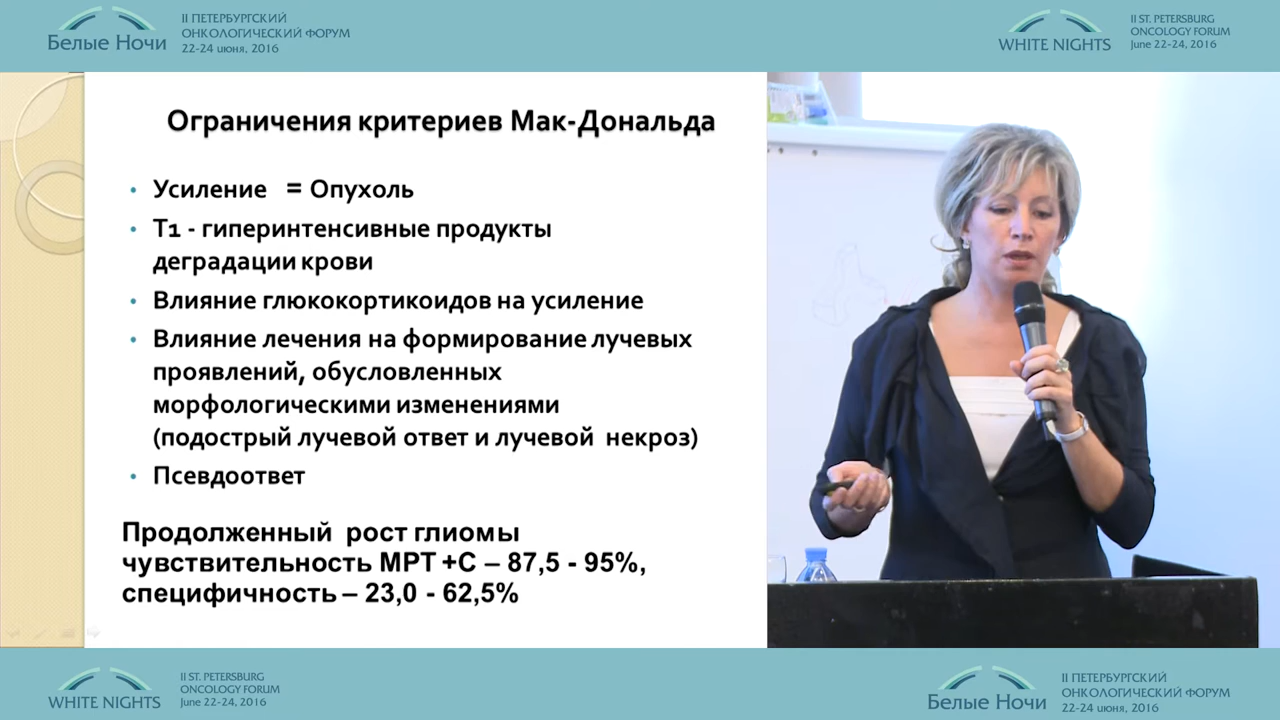 Белые Ночи
II ПЕТЕРБУРГСКИЙ
ОНКОЛОГИЧЕСКИЙ ФОРУМ
22-24 июня, 2016
WHITE NIGHTS
II ST. PETERSBURG
ONCOLOGY FORUM
June 22-24, 2016
Ограничения критериев Мак-Дональда
• Усиление = Опухоль
• Т1 - гиперинтенсивные продукты
деградации крови
• Влияние глюкокортикоидов на усиление
• Влияние лечения на формирование лучевых
проявлений, обусловленных
морфологическими изменениями
(подострый лучевой ответ и лучевой некроз)
• Псевдоответ
Продолженный рост глиомы
чувствительность МРТ +С – 87,5 - 95%,
специфичность – 23,0 - 62,5%
WHITE NIGHTS
II ST. PETERSBURG
ONCOLOGY FORUM
June 22-24, 2016
Белые Ночи
II ПЕТЕРБУРГСКИЙ
ОНКОЛОГИЧЕСКИЙ ФОРУМ
22-24 июня, 2016